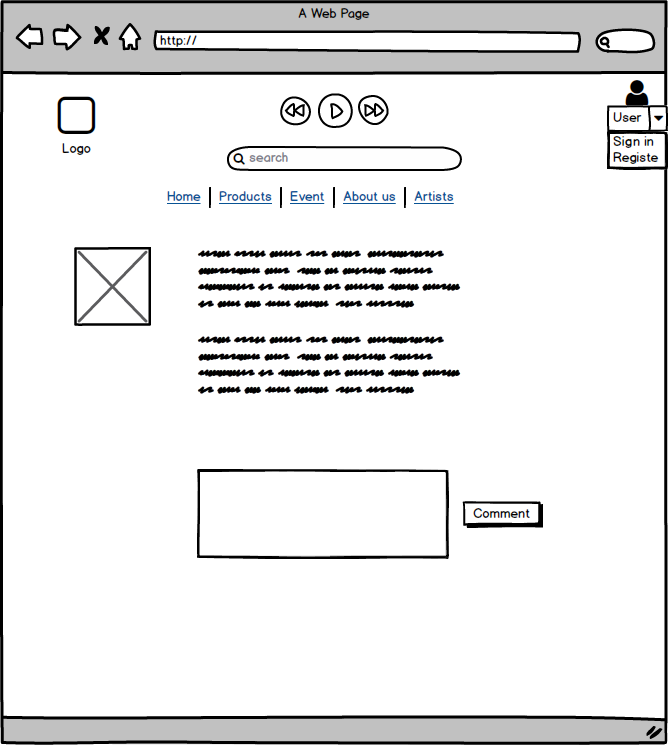 A Web Page
http://
Logo
User
Sign in
Registe
search
Home Products Event About us Artists
Comment